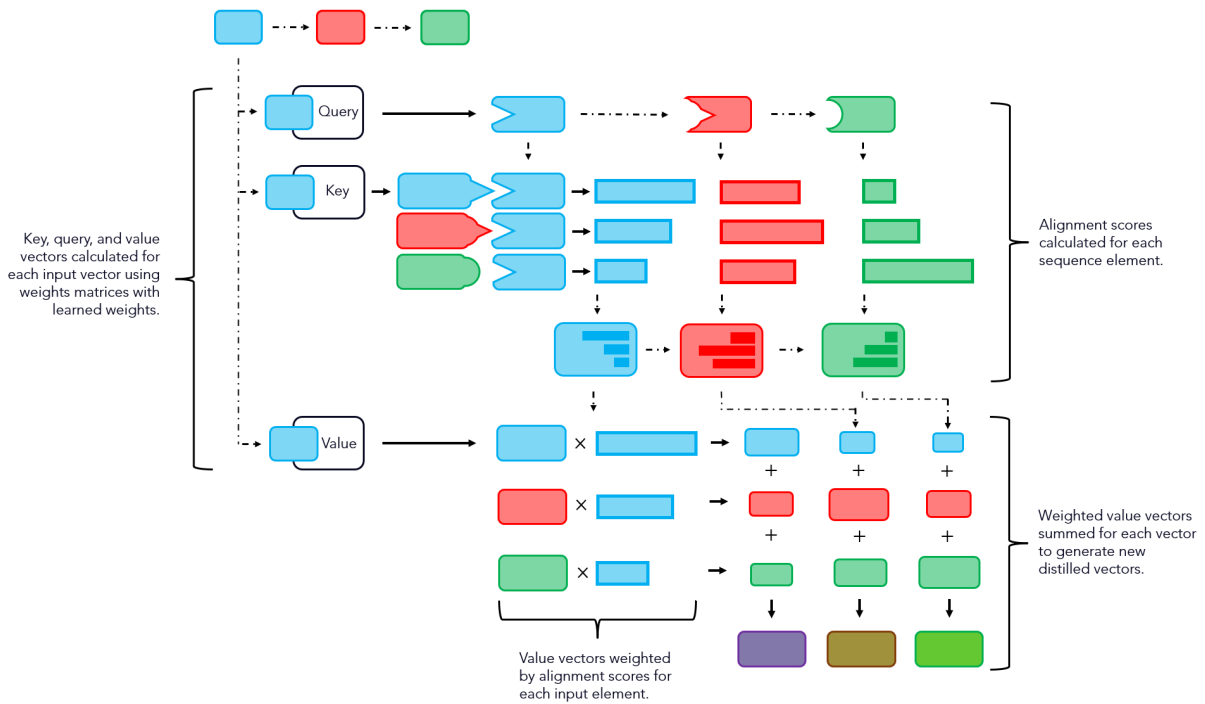 Query
Key
Key, query, and value
vectors calculated for
each input vector using
weights matrices with
learned weights.
Alignment scores
calculated for each
sequence element.
Value
×
+
+
+
×
+
+
+
×
Weighted value vectors
summed for each vector
to generate new
distilled vectors.
Value vectors weighted
by alignment scores for
each input element.